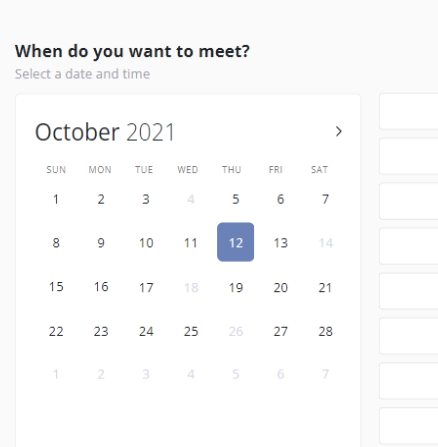 When do you want to meet?
Select a date and time
October 2021
SUN MON TUE WED THU FRI SAT
1 2 3 4 5 6 7
8 9 10 11 12 13 14
15 16 17 18 19 20 21
22 23 24 25 26 27 28
1 2 3 4 5 6 7